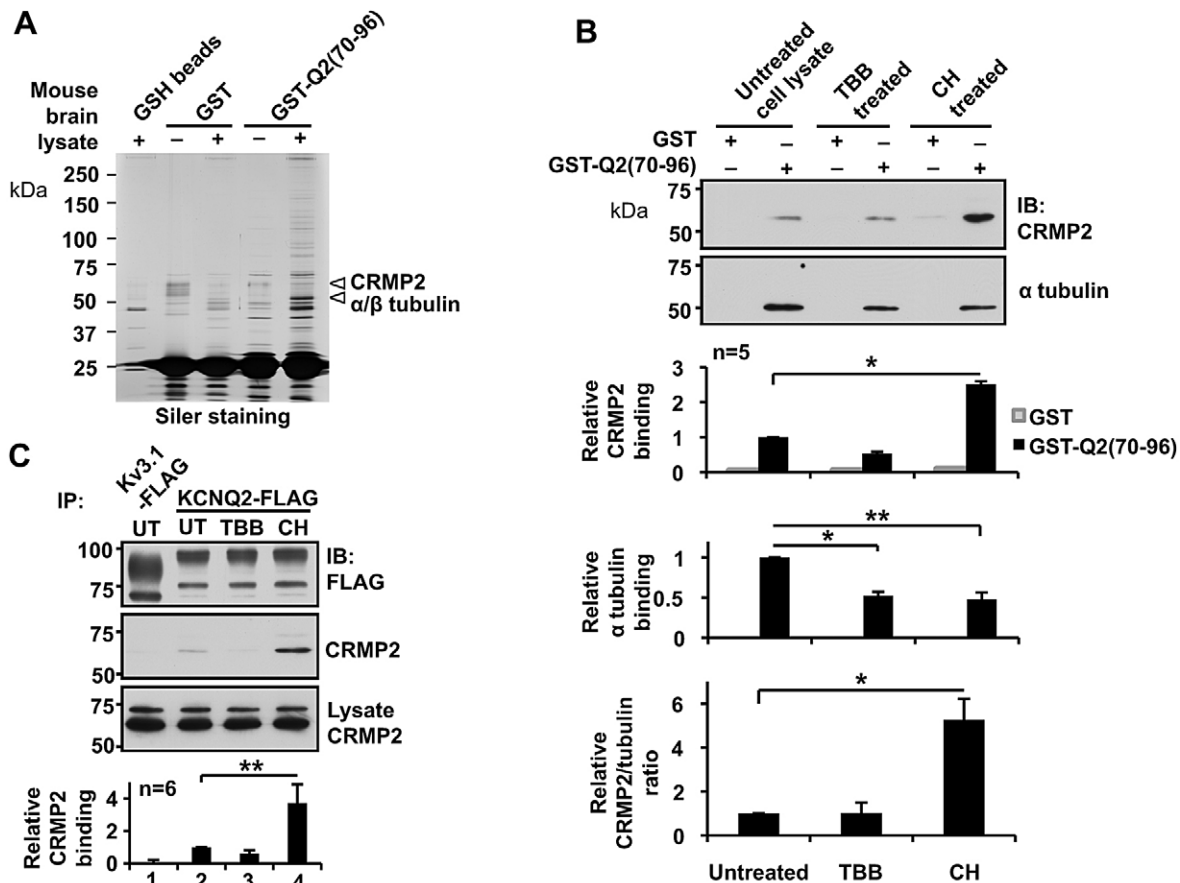 A
GSH beads
GST
GST-Q2(70-96)
Mouse
brain
lysate
+ – + – +
kDa
250
150
100
75
50
37
25
CRMP2
α/β tubulin
Siler staining
B
Untreated
cell lysate
TBB
treated
CH
treated
GST
+ – + – + –
GST-Q2(70-96)
– + – + – +
kDa
75
50
IB:
CRMP2
75
50
α tubulin
n=5
*
Relative
CRMP2
binding
3
2
1
0
GST
GST-Q2(70-96)
**
*
Relative
α tubulin
binding
1
0.5
0
*
Relative
CRMP2/tubulin
ratio
6
4
2
0
Untreated
TBB
CH
C
Kv3.1
-FLAG
IP:
KCNQ2-FLAG
UT
UT
TBB
CH
100
75
IB:
FLAG
75
50
CRMP2
75
50
Lysate
CRMP2
n=6
**
Relative
CRMP2
binding
4
2
0
1
2
3
4